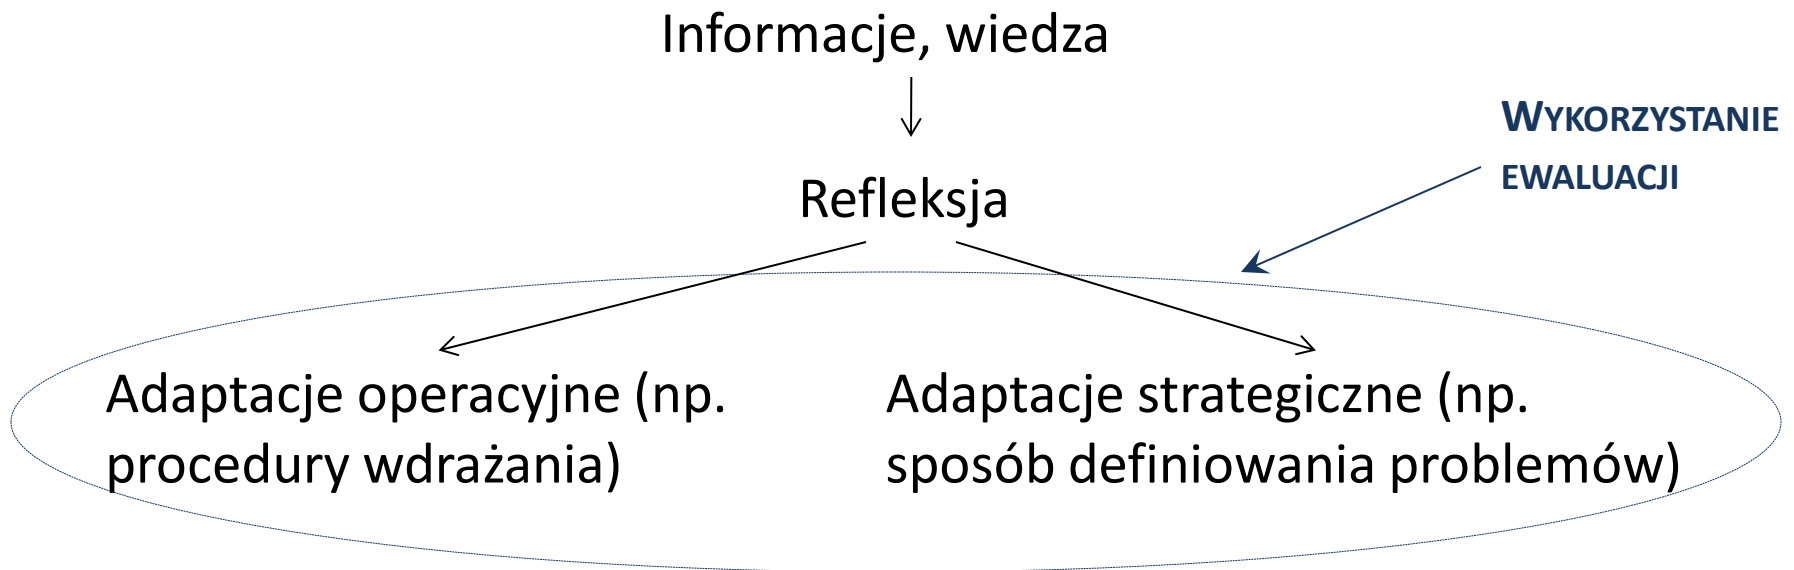 Informacje, wiedza
WYKORZYSTANIE
EWALUACJI
Refleksja
Adaptacje operacyjne (np.
procedury wdrażania)
Adaptacje strategiczne (np.
sposób definiowania problemów)